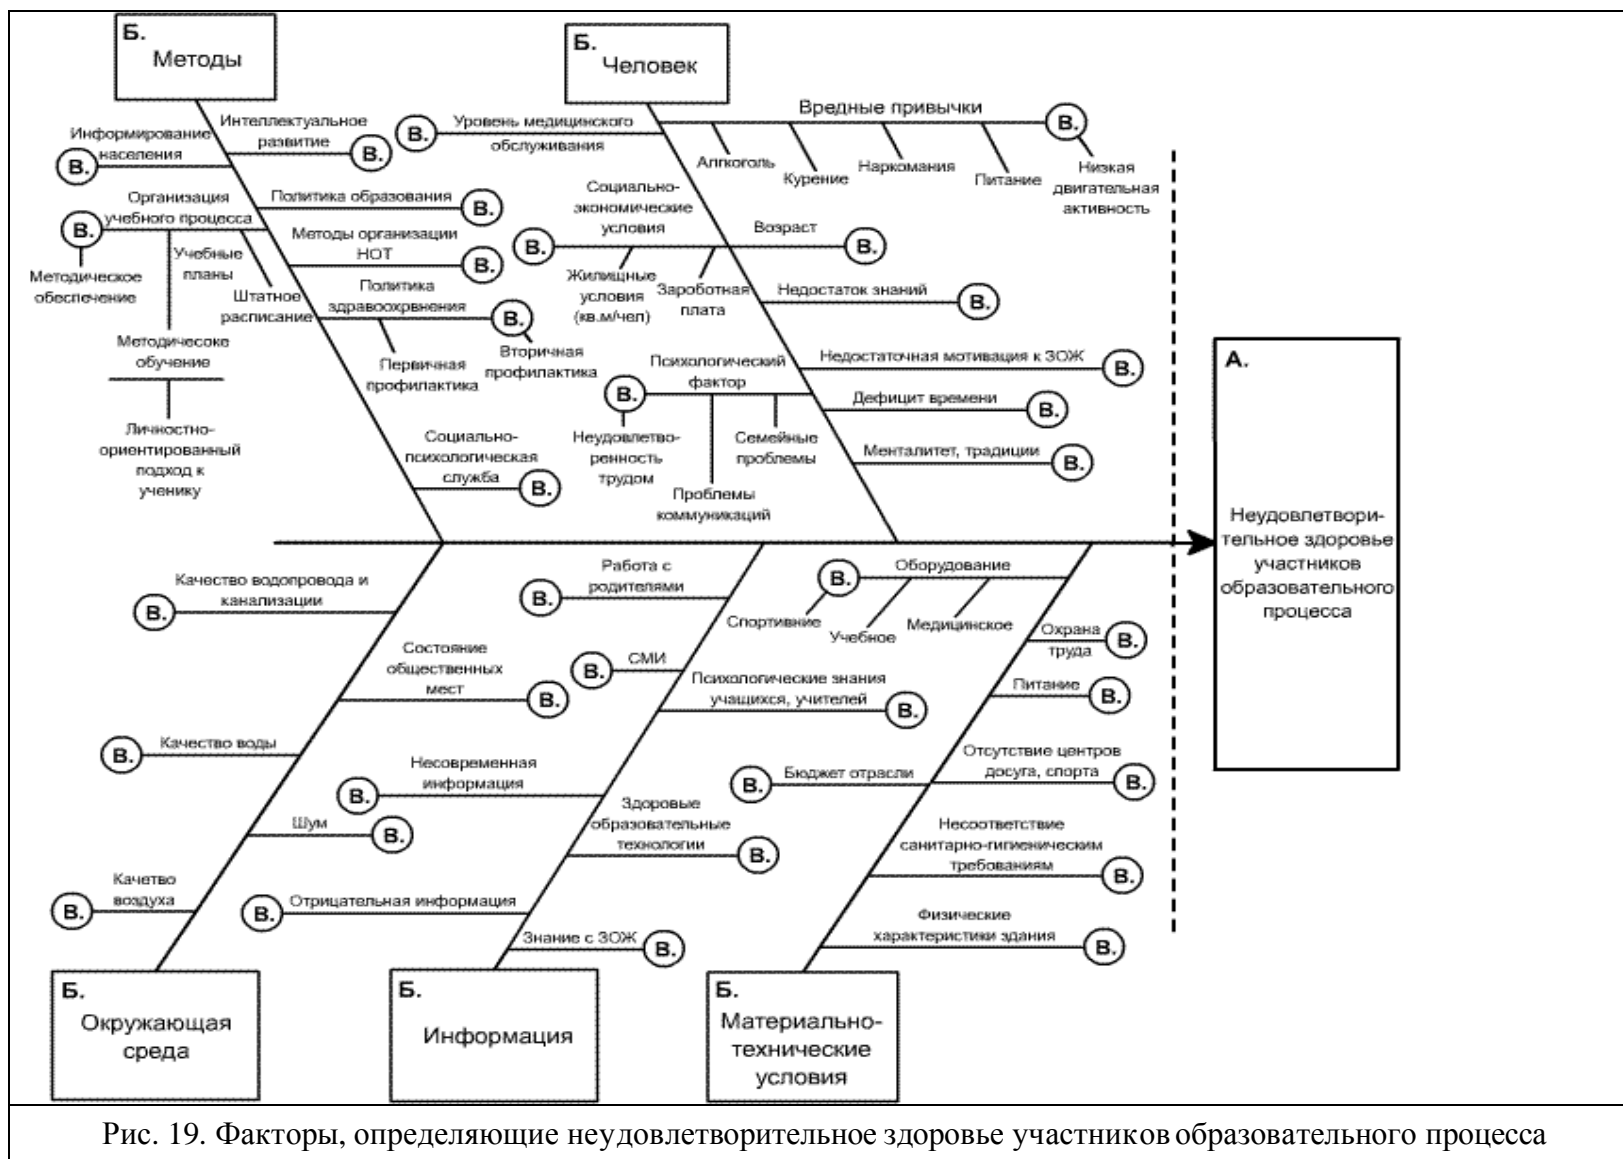 Б.
Методы
Б.
Человек
Информирование
населения
В.
Интеллектуальное
развитие
В.
Организация
учебного процесса
В.
Методическое
обеспечение
Учебные
планы
Штатное
расписание
Методичесоке
обучение
Личностно-
ориентированный
подход к
ученику
Политика образования
В.
Методы организации
НОТ
В.
Политика
здравоохрвнения
В.
Первичная
профилактика
Вторичная
профилактика
Социально-
психологическая
служба
В.
В.
Уровень медицинского
обслуживания
Вредные привычки
В.
Алгкоголь
Курение
Наркомания
Питание
Низкая
двигательная
активность
Социально-
экономические
условия
В.
Жилищные
условия
(кв.м/чел)
Зароботная
плата
Возраст
В.
Недостаток знаний
В.
Психологический
фактор
В.
Неудовлетво-
ренность
трудом
Проблемы
коммуникаций
Семейные
проблемы
Недостаточная мотивация к ЗОЖ
В.
Дефицит времени
В.
Менталитет, традиции
В.
А.
Неудовлетвори-
тельное здоровье
участников
образовательного
процесса
Качество водопровода и
канализации
В.
Состояние
общественных
мест
В.
Качество воды
В.
Шум
В.
Качетво
воздуха
В.
Работа с
родителями
В.
СМИ
В.
Психологические знания
учащихся, учителей
В.
Несовременная
информация
В.
Здоровые
образовательные
технологии
В.
Отрицательная информация
В.
Знание с ЗОЖ
В.
Оборудование
В.
Спортивние
Учебное
Медицинское
Охрана
труда
В.
Питание
В.
Бюджет отрасли
В.
Отсутствие центров
досуга, спорта
В.
Несоответствие
санитарно-гигиеническим
требованиям
В.
Физические
характеристики здания
В.
Б.
Окружающая
среда
Б.
Информация
Б.
Материально-
технические
условия
Рис. 19. Факторы, определяющие неудовлетворительное здоровье участников образовательного процесса